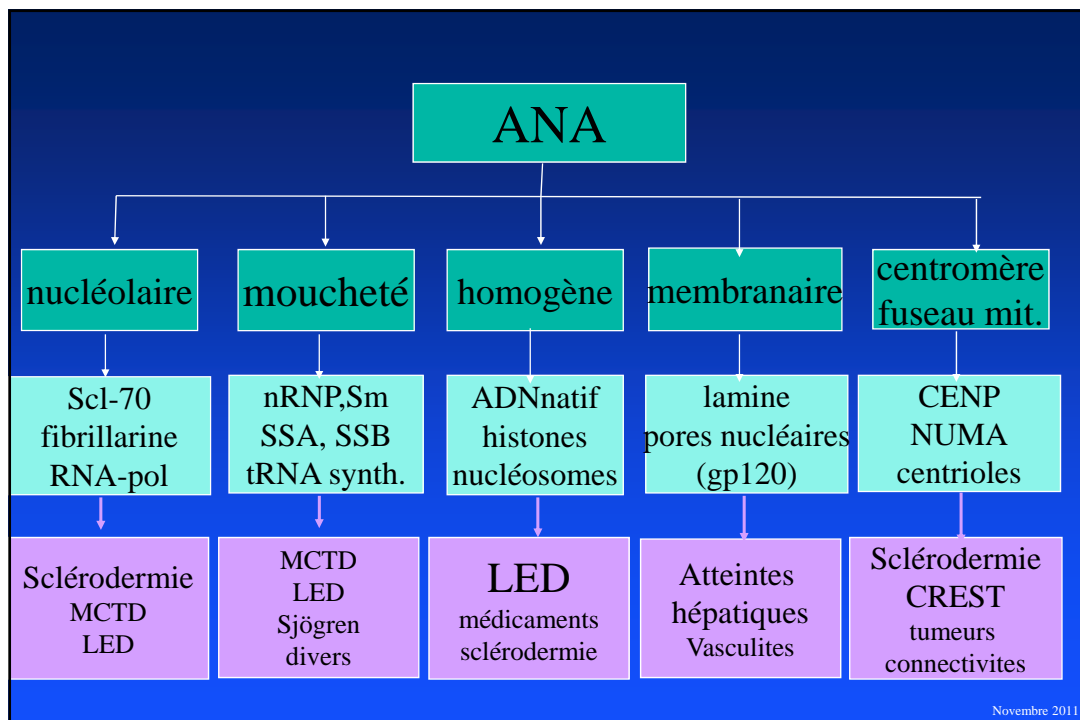 ANA
nucléolaire
moucheté
homogène
membranaire
centromère
fuseau mit.
Scl-70
fibrillarine
RNA-pol
nRNP,Sm
SSA, SSB
tRNA synth.
ADNnatif
histones
nucléosomes
lamine
pores nucléaires
(gp120)
CENP
NUMA
centrioles
Sclérodermie
MCTD
LED
MCTD
LED
Sjögren
divers
LED
médicaments
sclérodermie
Atteintes
hépatiques
Vasculites
Sclérodermie
CREST
tumeurs
connectivites
Novembre 2011